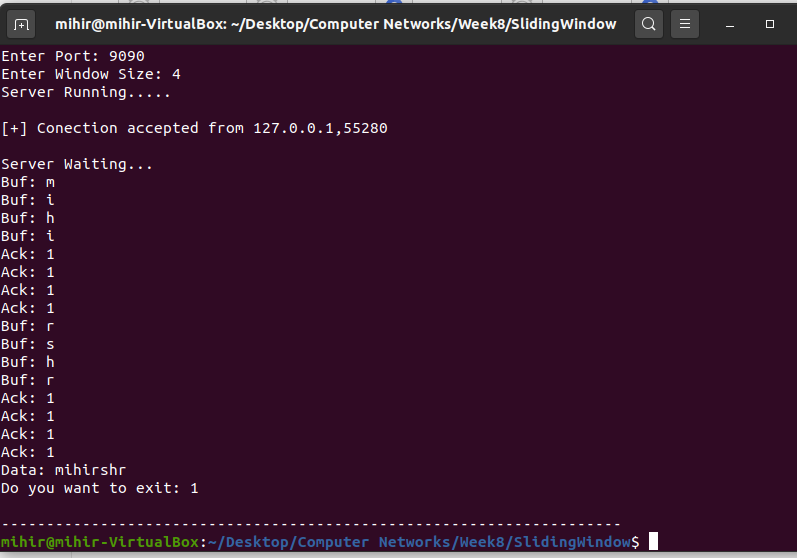 mihir@mihir-VirtualBox: ~/Desktop/Computer Networks/Week8/SlidingWindow
Enter Port: 9090
Enter Window Size: 4
Server Running.....
[+] Conection accepted from 127.0.0.1,55280
Server Waiting...
Buf: m
Buf: i
Buf: h
Buf: i
Ack: 1
Ack: 1
Ack: 1
Ack: 1
Buf: r
Buf: s
Buf: h
Buf: r
Ack: 1
Ack: 1
Ack: 1
Ack: 1
Data: mihirshr
Do you want to exit: 1
---------------------------------------------------------------------
mihir@mihir-VirtualBox:~/Desktop/Computer Networks/Week8/SlidingWindow$